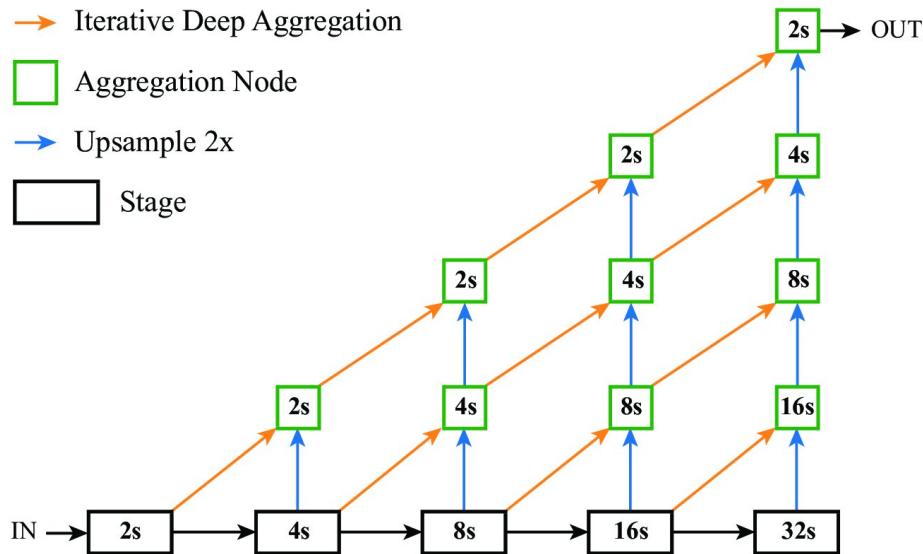 Iterative Deep Aggregation
Aggregation Node
Upsample 2x
Stage
2s OUT
2s 4s
2s 4s 8s
2s 4s 8s 16s
IN 2s 4s 8s 16s 32s